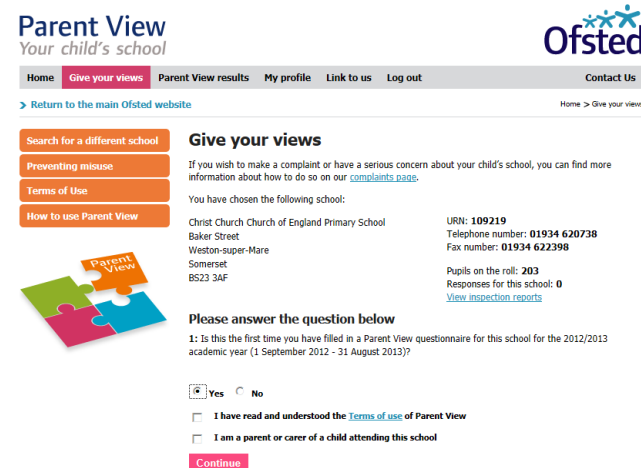 Parent View
Your child's school
Ofsted
Home Give your views Parent View results My profile Link to us Log out Contact Us
Return to the main Ofsted website
Home > Give your views
Search for a different school
Preventing misuse
Terms of Use
How to use Parent View
Parent View
Give your views
If you wish to make a complaint or have a serious concern about your child's school, you can find more
information about how to do so on our complaints page.
You have chosen the following school:
Christ Church Church of England Primary School
Baker Street
Weston-super-Mare
Somerset
BS23 3AF
URN: 109219
Telephone number: 01934 620738
Fax number: 01934 622398
Pupils on the roll: 203
Responses for this school: 0
View inspection reports
Please answer the question below
1: Is this the first time you have filled in a Parent View questionnaire for this school for the 2012/2013
academic year (1 September 2012 - 31 August 2013)?
Yes No
I have read and understood the Terms of use of Parent View
I am a parent or carer of a child attending this school
Continue